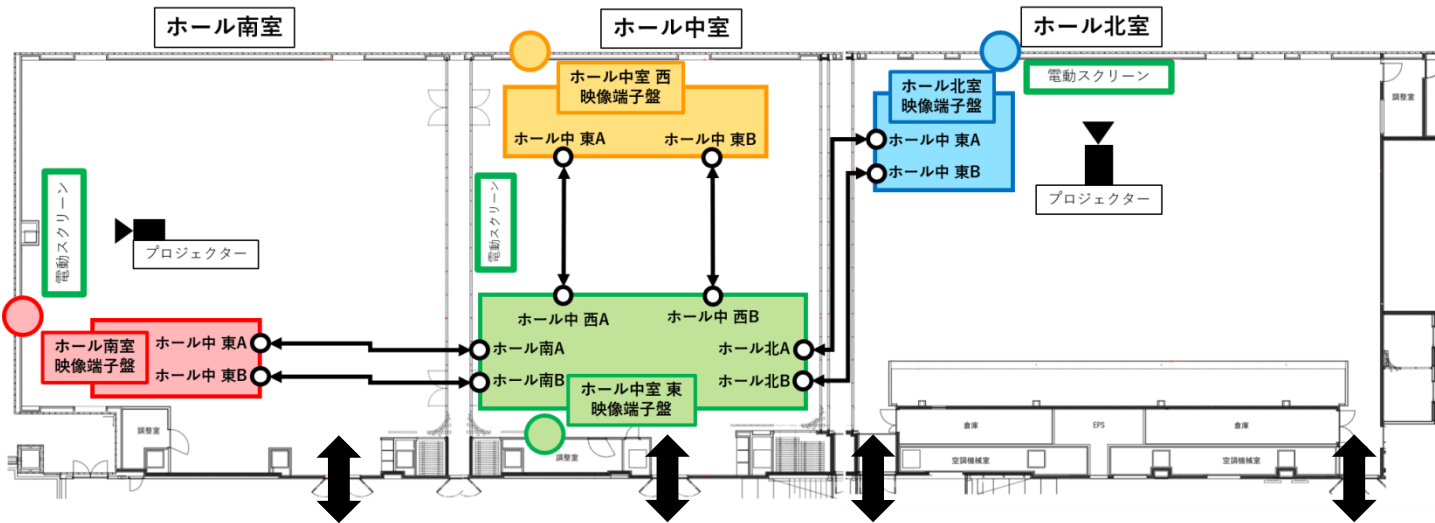 ホール南室
ホール中室
ホール北室
ホール中室 西
映像端子盤
ホール中 東A
ホール中 東B
ホール北室
映像端子盤
ホール中 東A
ホール中 東B
電動スクリーン
調整室
プロジェクター
電動スクリーン
プロジェクター
電動スクリーン
ホール南室
映像端子盤
ホール中 東A
ホール中 東B
ホール中 西A
ホール中 西B
ホール南A
ホール南B
ホール北A
ホール北B
ホール中室 東
映像端子盤
調整室
調整室
倉庫
EPS
倉庫
空調機械室
空調機械室